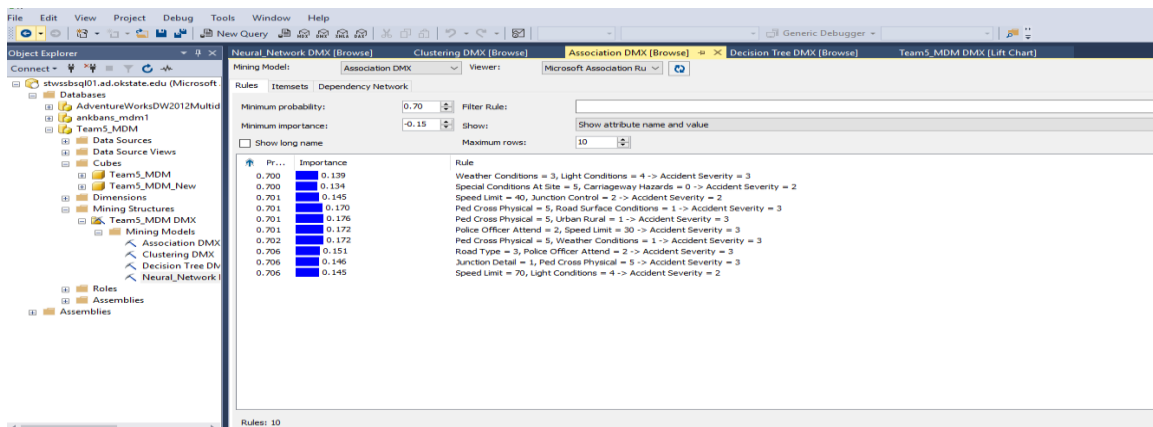 File Edit View Project Debug Tools Window Help
New Query Generic Debugger
Object Explorer
Neural_Network DMX [Browse] Clustering DMX [Browse] Association DMX [Browse] Decision Tree DMX [Browse] Team5_MDM DMX [Lift Chart]
Connect
Mining Model: Association DMX Viewer: Microsoft Association Ru
stwssbsql01.ad.okstate.edu (Microsoft
Databases
AdventureWorksDW2012Multid
ankbans_mdm1
Team5_MDM
Data Sources
Data Source Views
Cubes
Team5_MDM
Team5_MDM_New
Dimensions
Mining Structures
Team5_MDM DMX
Mining Models
Association DMX
Clustering DMX
Decision Tree DM
Neural_Network
Roles
Assemblies
Assemblies
Rules Itemsets Dependency Network
Minimum probability: 0.70 Filter Rule:
Minimum importance: -0.15 Show: Show attribute name and value
Show long name Maximum rows: 10
Pr... Importance Rule
0.700 0.139 Weather Conditions = 3, Light Conditions = 4 -> Accident Severity = 3
0.700 0.134 Special Conditions At Site = 5, Carriageway Hazards = 0 -> Accident Severity = 2
0.701 0.145 Speed Limit = 40, Junction Control = 2 -> Accident Severity = 2
0.701 0.170 Ped Cross Physical = 5, Road Surface Conditions = 1 -> Accident Severity = 3
0.701 0.176 Ped Cross Physical = 5, Urban Rural = 1 -> Accident Severity = 3
0.701 0.172 Police Officer Attend = 2, Speed Limit = 30 -> Accident Severity = 3
0.702 0.172 Ped Cross Physical = 5, Weather Conditions = 1 -> Accident Severity = 3
0.706 0.151 Road Type = 3, Police Officer Attend = 2 -> Accident Severity = 3
0.706 0.146 Junction Detail = 1, Ped Cross Physical = 5 -> Accident Severity = 3
0.706 0.145 Speed Limit = 70, Light Conditions = 4 -> Accident Severity = 2
Rules: 10